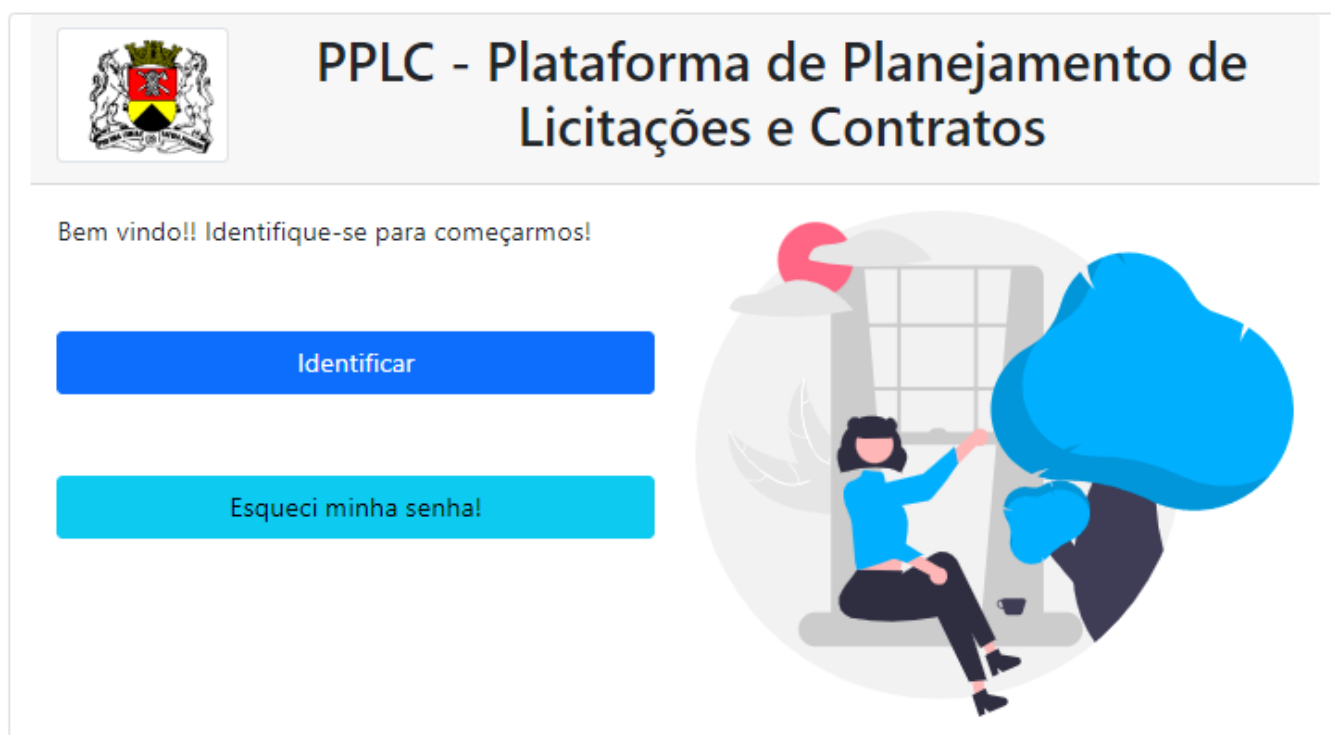 PPLC - Plataforma de Planejamento de
Licitações e Contratos
Bem vindo!! Identifique-se para começarmos!
Identificar
Esqueci minha senha!